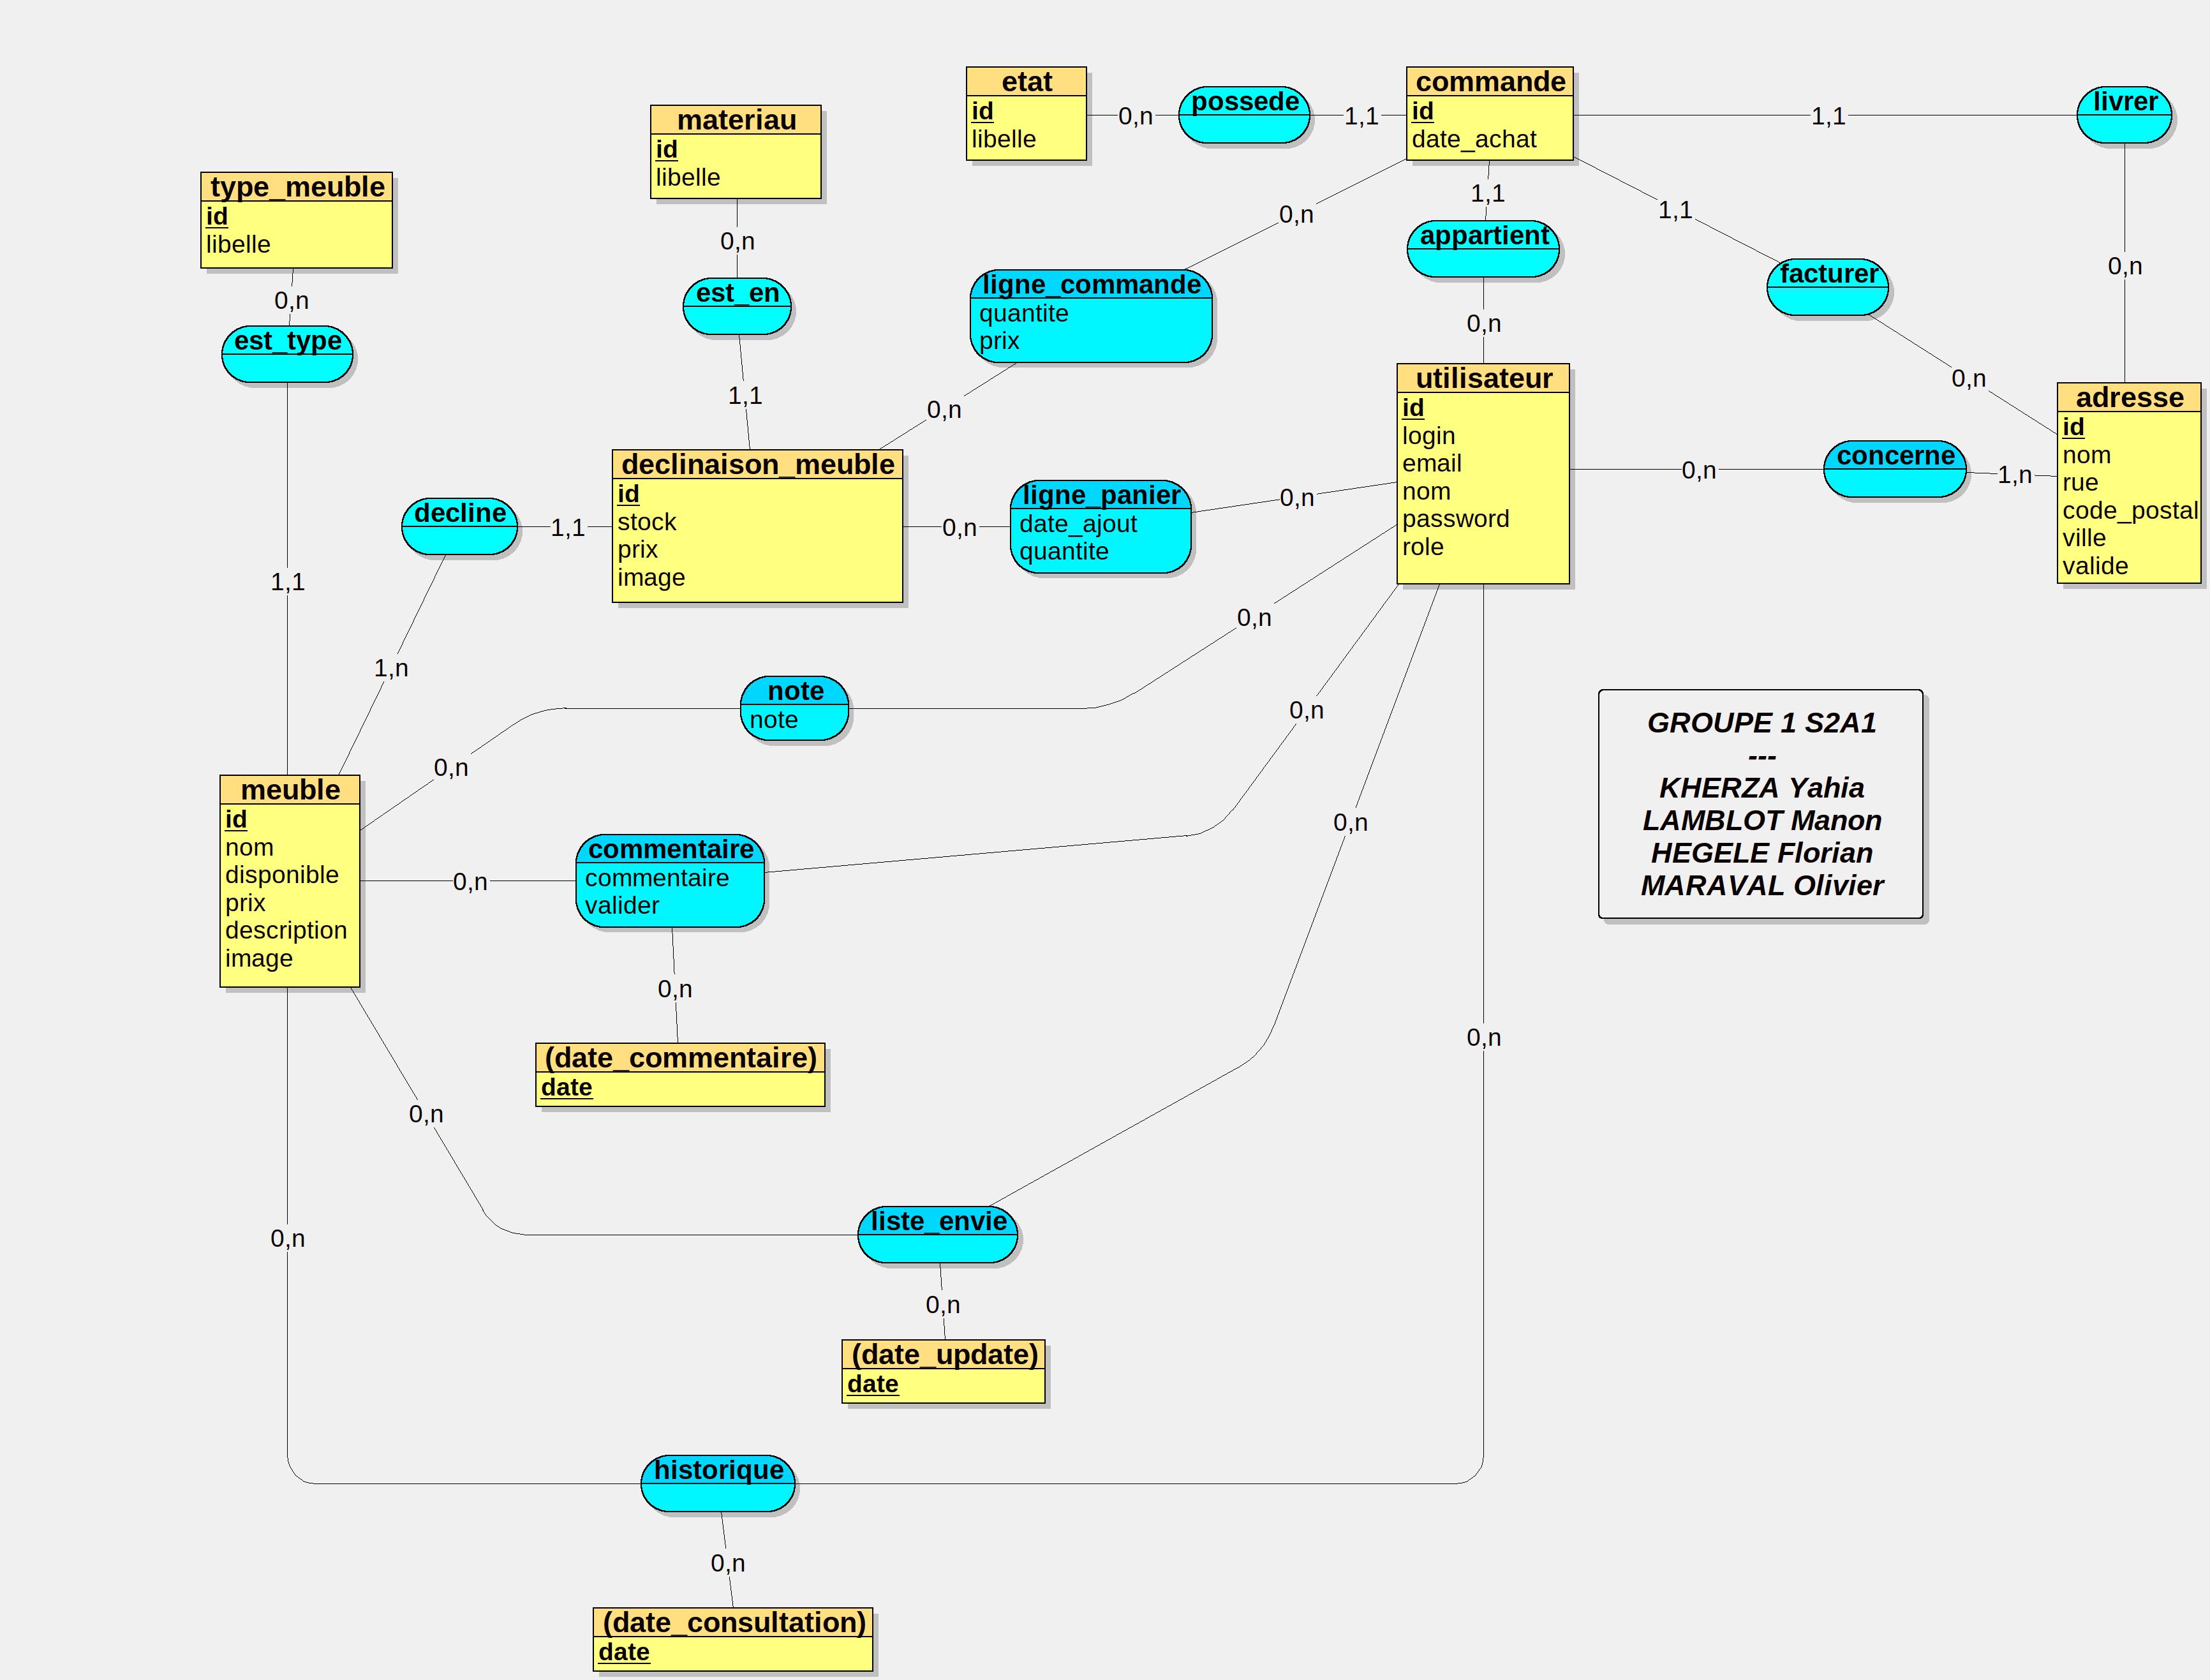 etat
id
libelle
0,n
possede
1,1
commande
id
date_achat
1,1
livrer
0,n
materiau
id
libelle
0,n
est_en
1,1
type_meuble
id
libelle
0,n
est_type
1,1
0,n
ligne_commande
quantite
prix
0,n
1,1
appartient
0,n
1,1
facturer
0,n
utilisateur
id
login
email
nom
password
role
0,n
concerne
1,n
adresse
id
nom
rue
code_postal
ville
valide
declinaison_meuble
id
stock
prix
image
decline
1,1
1,n
0,n
ligne_panier
date_ajout
quantite
0,n
0,n
note
note
0,n
0,n
0,n
GROUPE 1 S2A1
---
KHERZA Yahia
LAMBLOT Manon
HEGELE Florian
MARAVAL Olivier
meuble
id
nom
disponible
prix
description
image
0,n
commentaire
commentaire
valider
0,n
(date_commentaire)
date
0,n
0,n
liste_envie
0,n
(date_update)
date
0,n
historique
0,n
(date_consultation)
date